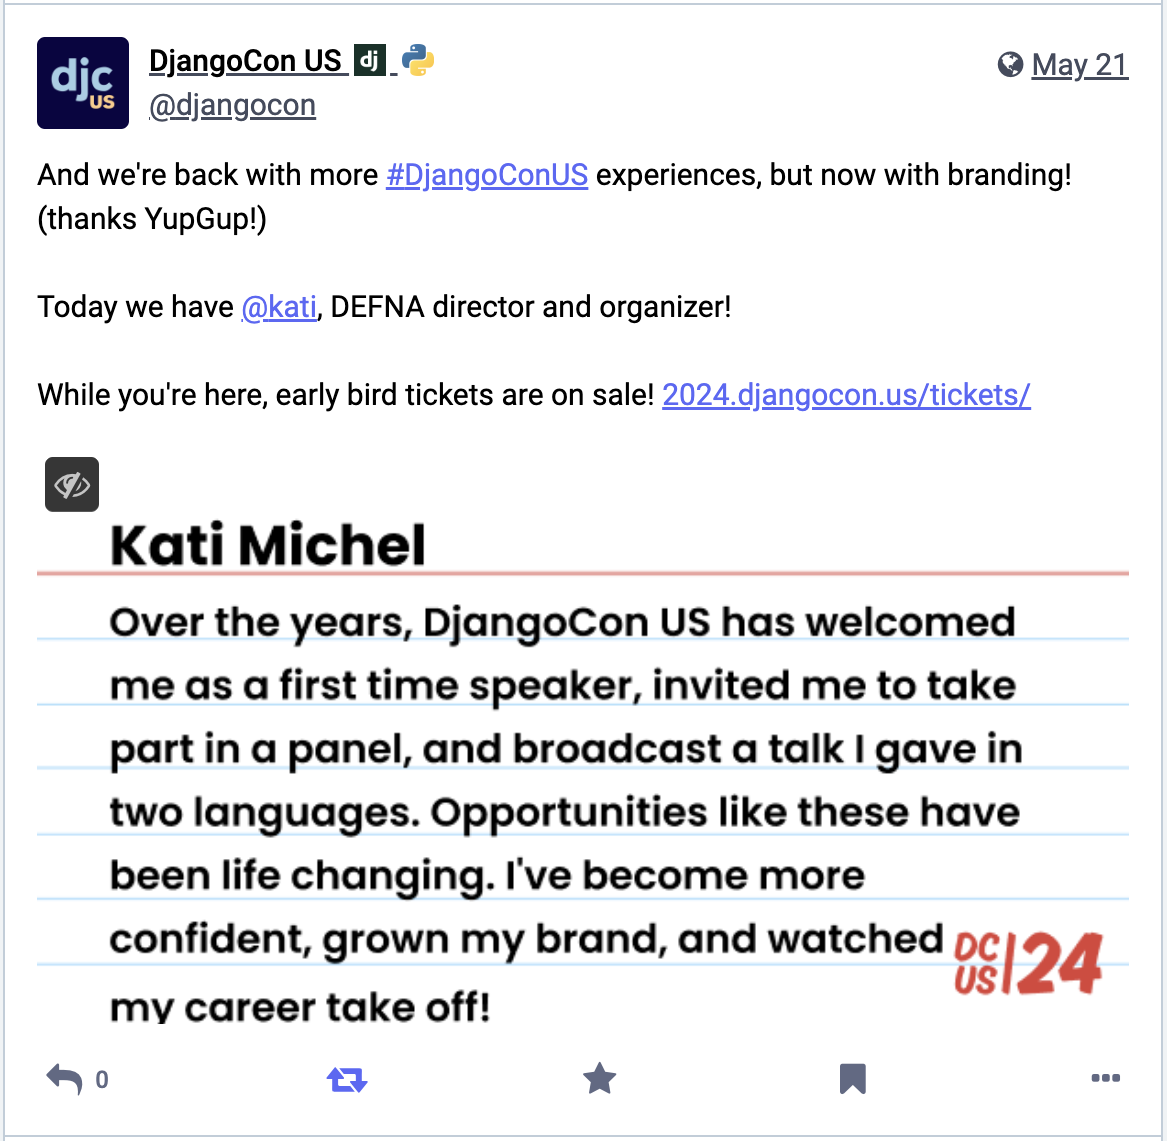 djc
us
DjangoCon US dj
May 21
@djangocon
And we're back with more #DjangoConUS experiences, but now with branding!
(thanks YupGup!)
Today we have @kati, DEFNA director and organizer!
While you're here, early bird tickets are on sale! 2024.djangocon.us/tickets/
Kati Michel
Over the years, DjangoCon US has welcomed
me as a first time speaker, invited me to take
part in a panel, and broadcast a talk I gave in
two languages. Opportunities like these have
been life changing. I've become more
confident, grown my brand, and watched
my career take off!
DC
US
24
0